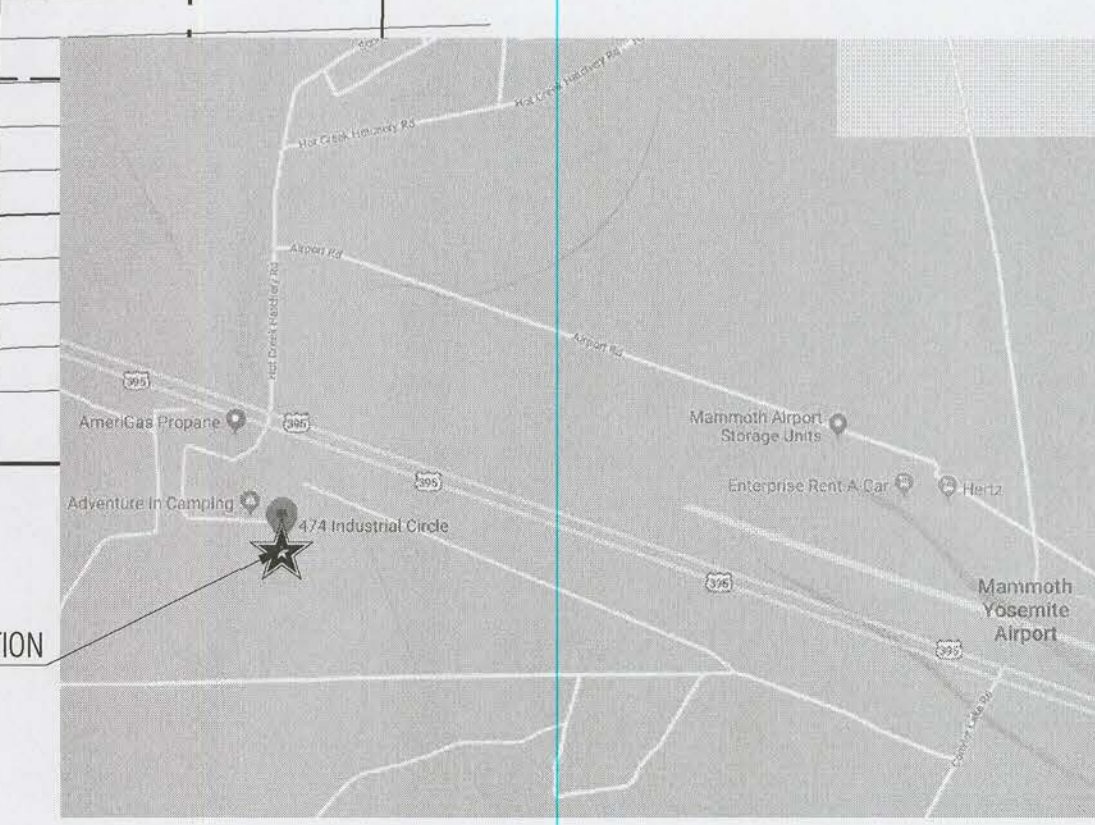 Hot Creek Hatchery Rd
Hot Creek Hatchery Rd
Airport Rd
Hot Creek Hatchery Rd
Airport Rd
395
AmeriGas Propane
395
Mammoth Airport
Storage Units
395
Enterprise Rent-A-Car
Hertz
Adventure in Camping
474 Industrial Circle
395
Mammoth
Yosemite
Airport
TION
395